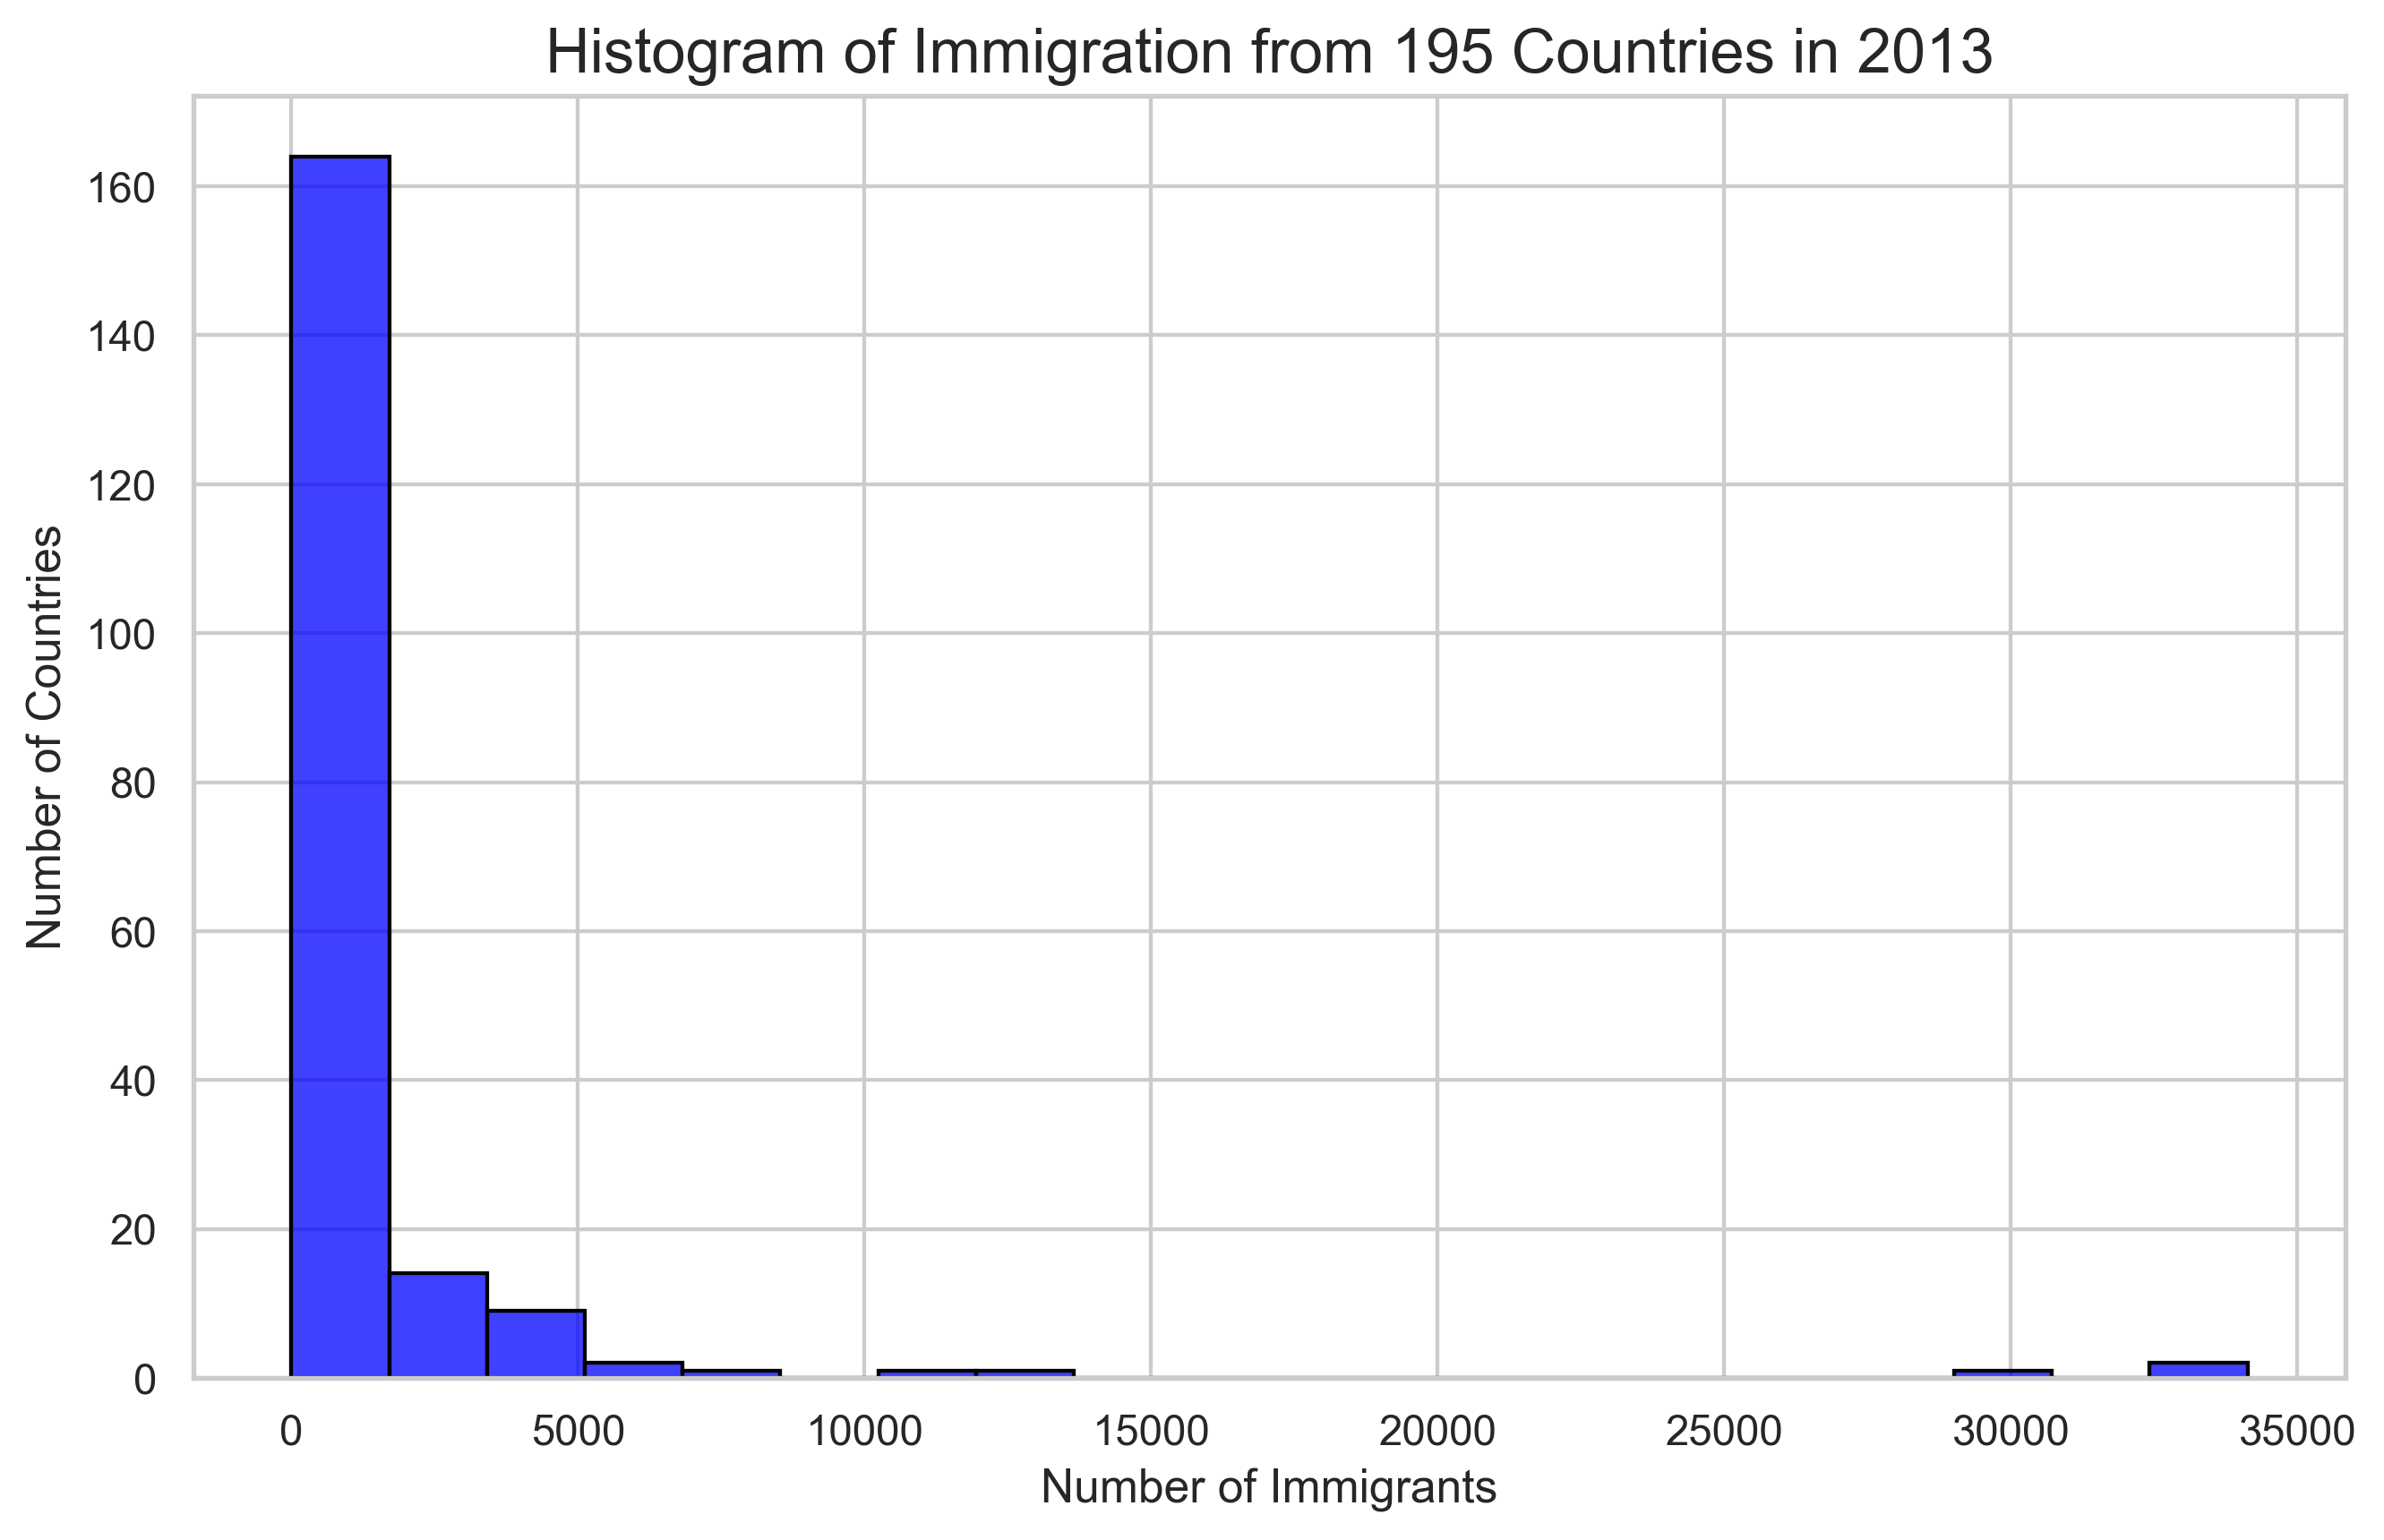 Histogram of Immigration from 195 Countries in 2013
Number of Countries
160
140
120
100
80
60
40
20
0
0 5000 10000 15000 20000 25000 30000 35000
Number of Immigrants